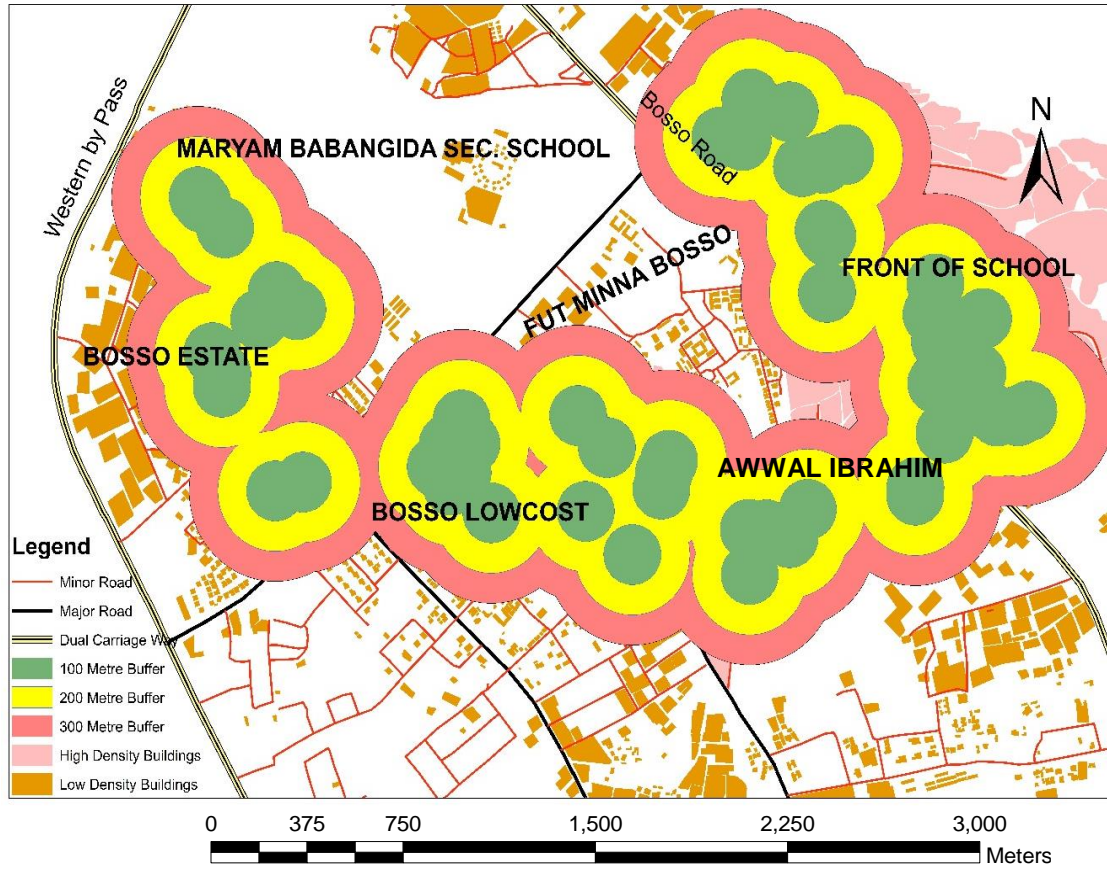 Western by Pass
MARYAM BABANGIDA SEC. SCHOOL
Bosso Road
N
FUT MINNA BOSSO
FRONT OF SCHOOL
BOSSO ESTATE
AWWAL IBRAHIM
BOSSO LOWCOST
Legend
Minor Road
Major Road
Dual Carriage Way
100 Metre Buffer
200 Metre Buffer
300 Metre Buffer
High Density Buildings
Low Density Buildings
0 375 750 1,500 2,250 3,000
Meters